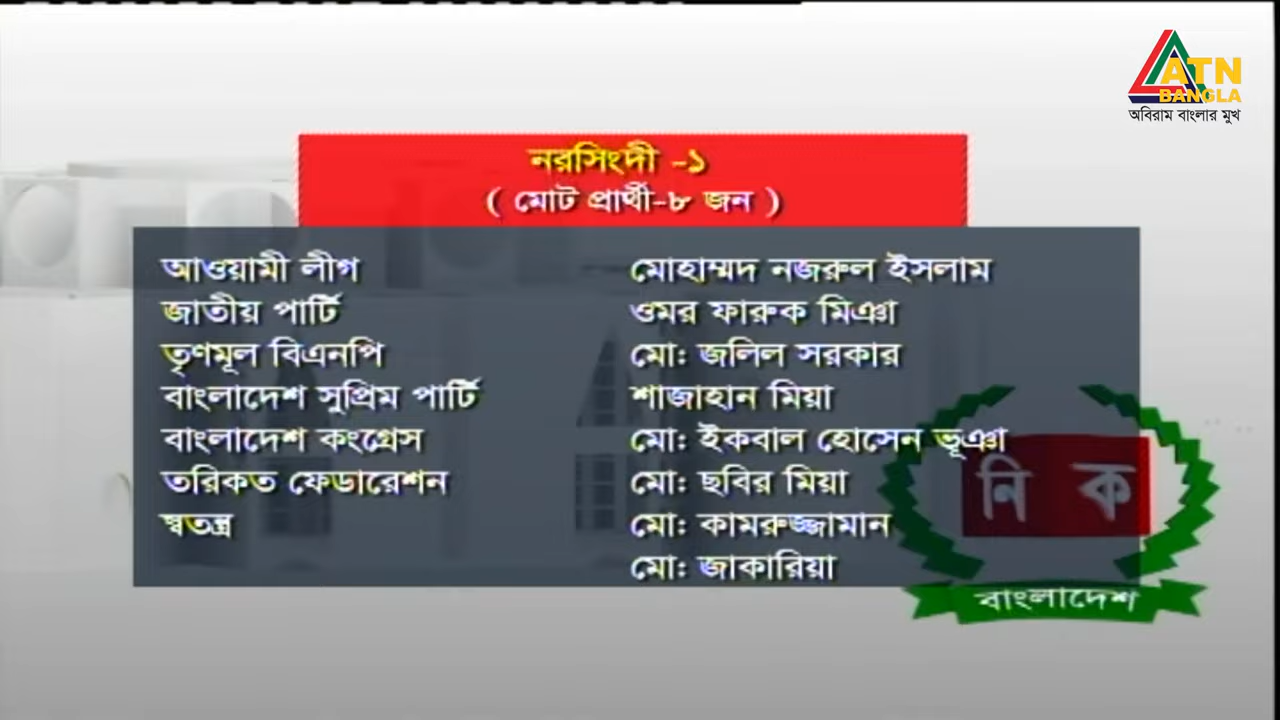 ATN
BANGLA
অবিরাম বাংলার মুখ
নরসিংদী -১
( মোট প্রার্থী-৮ জন )
আওয়ামী লীগ মোহাম্মদ নজরুল ইসলাম
জাতীয় পার্টি ওমর ফারুক মিঞা
তৃণমূল বিএনপি মো: জলিল সরকার
বাংলাদেশ সুপ্রিম পার্টি শাজাহান মিয়া
বাংলাদেশ কংগ্রেস মো: ইকবাল হোসেন ভূঞা
তরিকত ফেডারেশন মো: ছবির মিয়া
স্বতন্ত্র মো: কামরুজ্জামান
মো: জাকারিয়া
নি ক
বাংলাদেশ